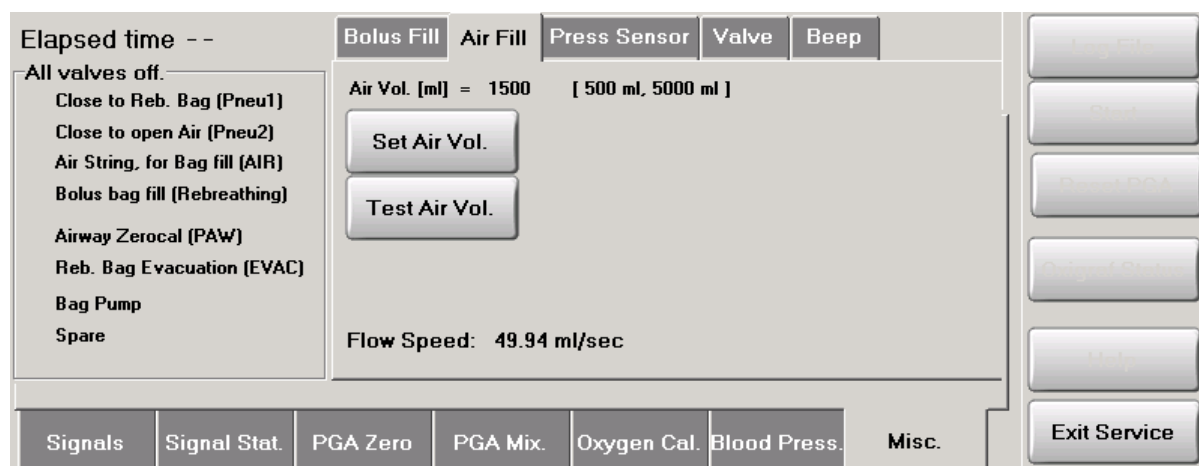 Elapsed time --
All valves off.
Close to Reb. Bag (Pneu1)
Close to open Air (Pneu2)
Air String, for Bag fill (AIR)
Bolus bag fill (Rebreathing)
Airway Zerocal (PAW)
Reb. Bag Evacuation (EVAC)
Bag Pump
Spare
Bolus Fill Air Fill Press Sensor Valve Beep
Air Vol. [ml] = 1500 [ 500 ml, 5000 ml ]
Set Air Vol.
Test Air Vol.
Flow Speed: 49.94 ml/sec
Log File
Start
Reset PGA
Help
Exit Service
Signals Signal Stat. PGA Zero PGA Mix. Oxygen Cal. Blood Press. Misc.